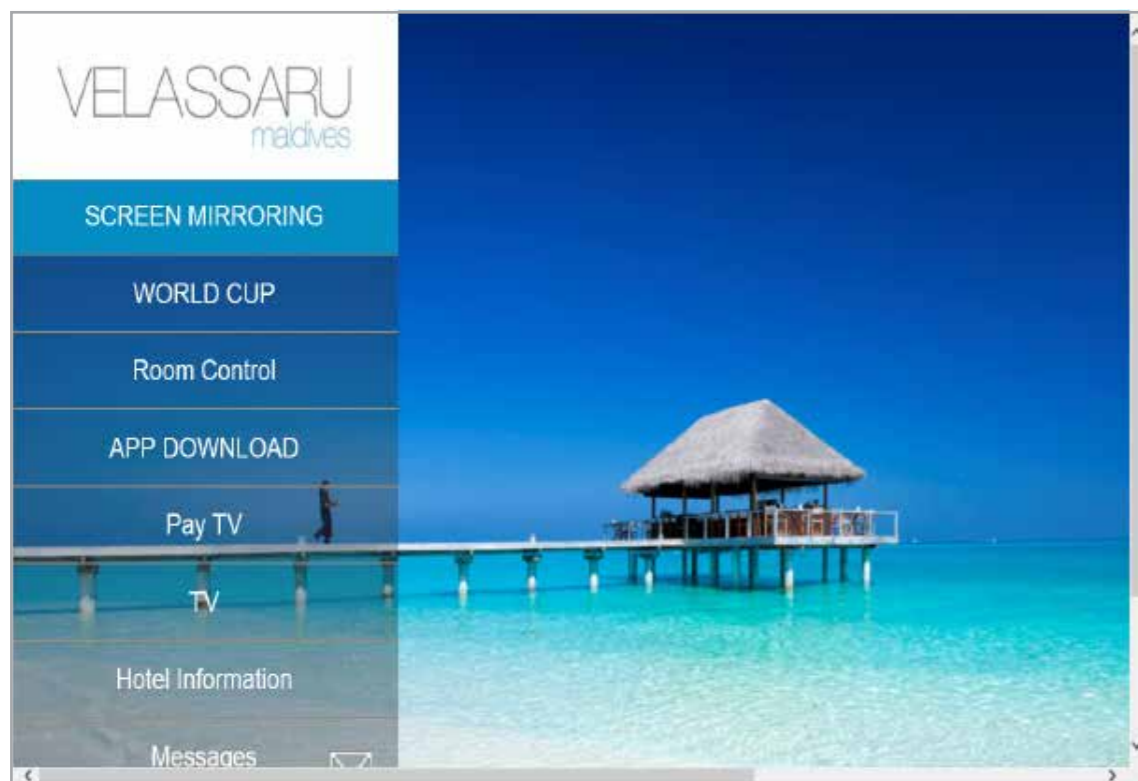 VELASSARU
maldives
SCREEN MIRRORING
WORLD CUP
Room Control
APP DOWNLOAD
Pay TV
TV
Hotel Information
Messages